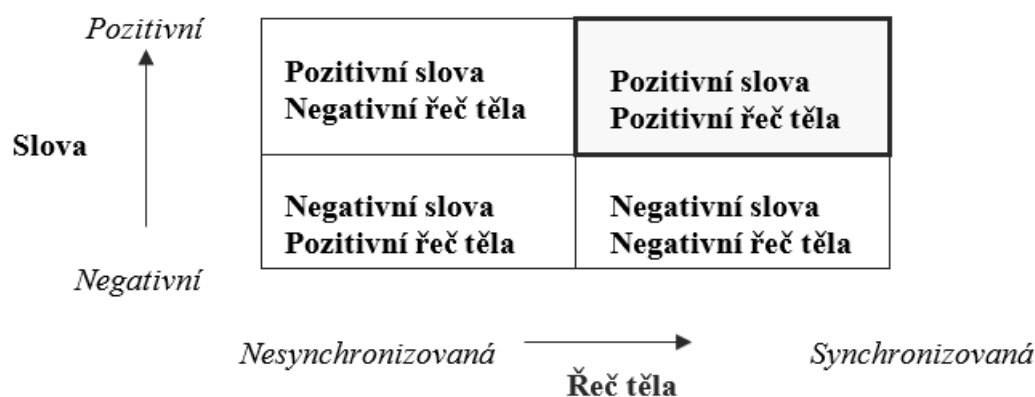 Pozitivní
Pozitivní slova
Negativní řeč těla
Pozitivní slova
Pozitivní řeč těla
Slova
Negativní slova
Pozitivní řeč těla
Negativní slova
Negativní řeč těla
Negativní
Nesynchronizovaná
Synchronizovaná
Řeč těla